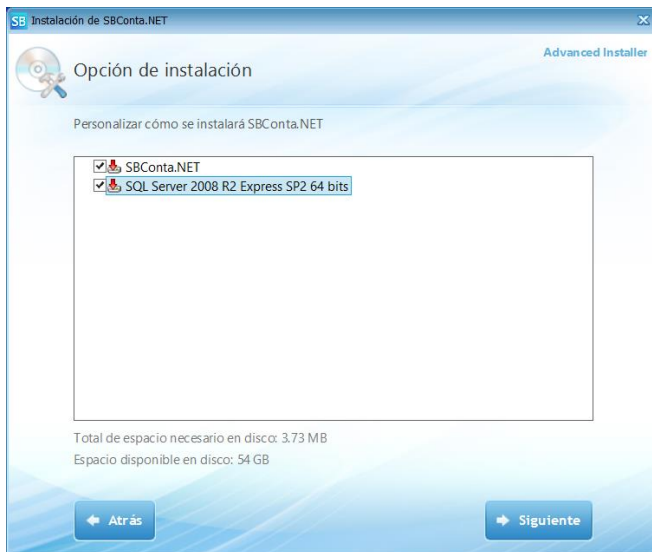 SB Instalación de SBConta.NET
Advanced Installer
Opción de instalación
Personalizar cómo se instalará SBConta.NET
SBConta.NET
SQL Server 2008 R2 Express SP2 64 bits
Total de espacio necesario en disco: 3.73 MB
Espacio disponible en disco: 54 GB
Atrás
Siguiente